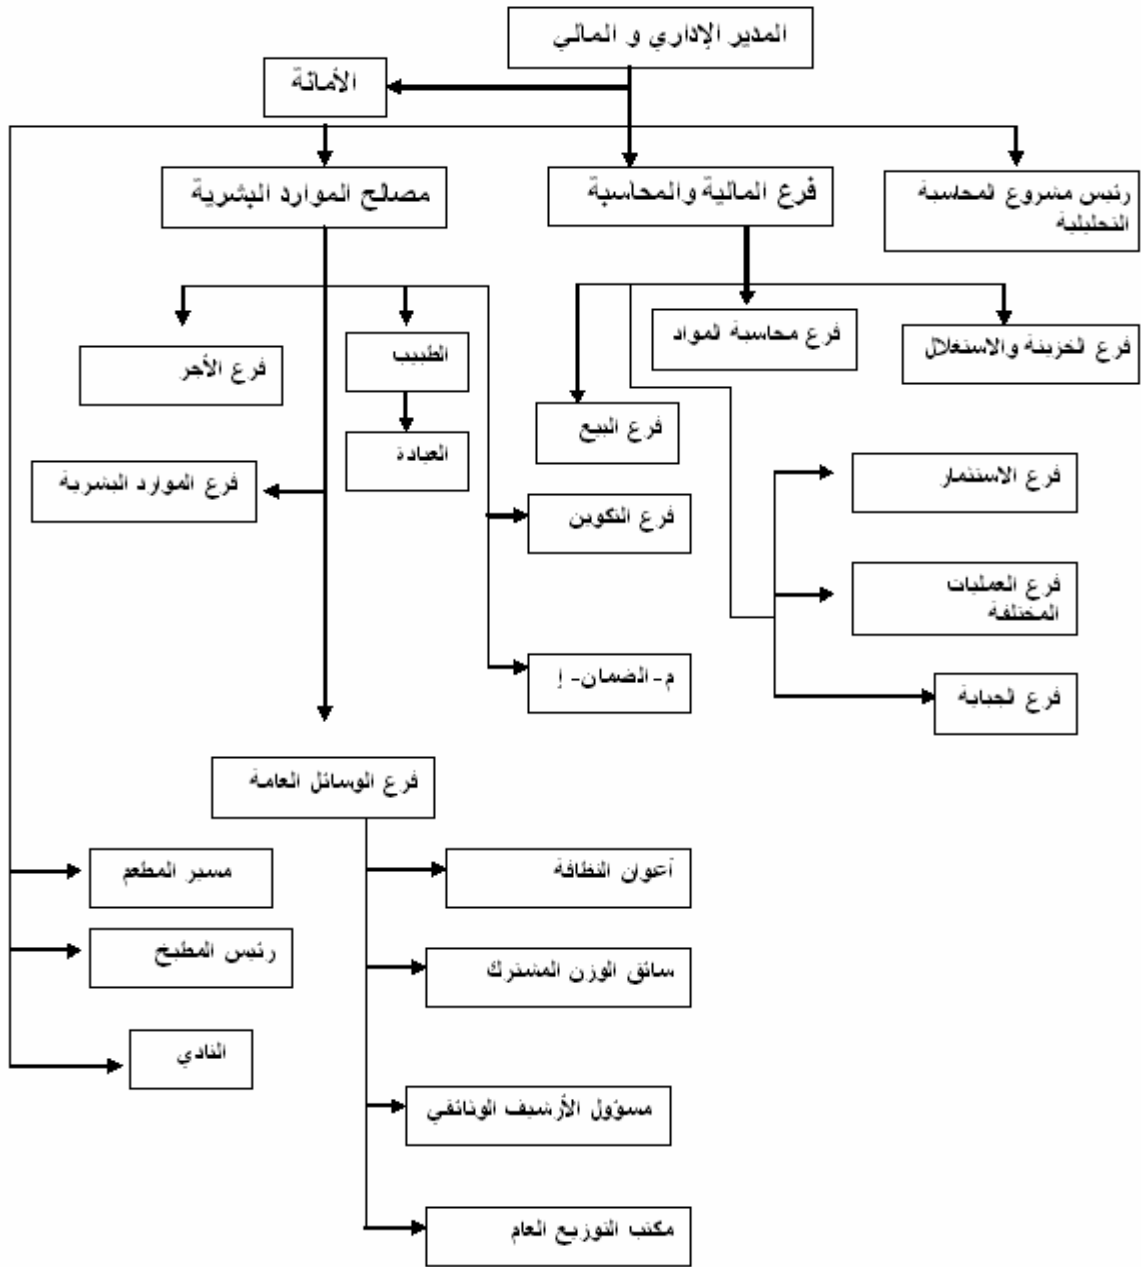 المدير الإداري و المالي
الأمانة
مصالح الموارد البشرية
فرع المالية والمحاسبة
رئيس مشروع المحاسبة
التحليلية
فرع الأجر
الطبيب
فرع محاسبة المواد
فرع الخزينة والاستغلال
فرع البيع
العيادة
فرع الموارد البشرية
فرع التكوين
فرع الاستثمار
فرع العمليات
المختلفة
م- الضمان- إ
فرع الجباية
فرع الوسائل العامة
مسير المطعم
أعوان النظافة
رئيس المطبخ
سائق الوزن المشترك
النادي
مسؤول الأرشيف الوثائقي
مكتب التوزيع العام